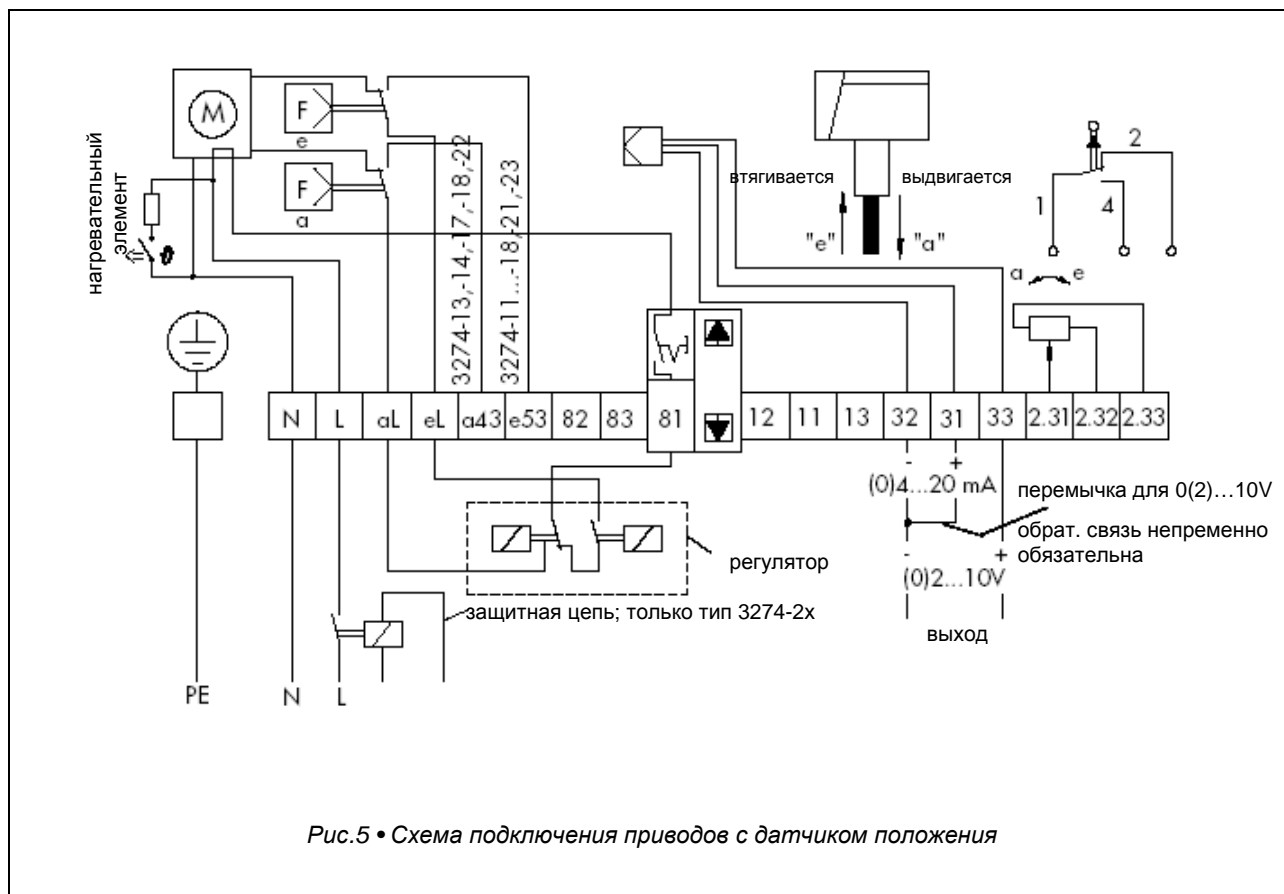 M
F
e
F
a
нагревательный
элемент
ϑ
3274-13,-14,-17,-18,-22
3274-11...-18,-21,-23
втягивается
выдвигается
"e"
"a"
2
1
4
a
e
N
L
aL
eL
a43
e53
82
83
81
12
11
13
32
31
33
2.31
2.32
2.33
- +
(0)4...20 mA
перемычка для 0(2)…10V
обрат. связь непременно
обязательна
- +
(0)2...10V
выход
регулятор
защитная цепь; только тип 3274-2x
PE
N
L
Рис.5 • Схема подключения приводов с датчиком положения